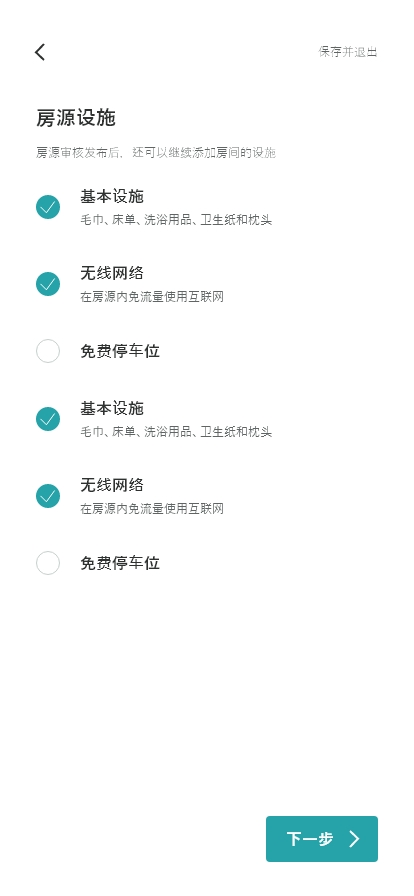 保存并退出
房源设施
房源审核发布后，还可以继续添加房间的设施
基本设施
毛巾、床单、洗浴用品、卫生纸和枕头
无线网络
在房源内免流量使用互联网
免费停车位
基本设施
毛巾、床单、洗浴用品、卫生纸和枕头
无线网络
在房源内免流量使用互联网
免费停车位
下一步